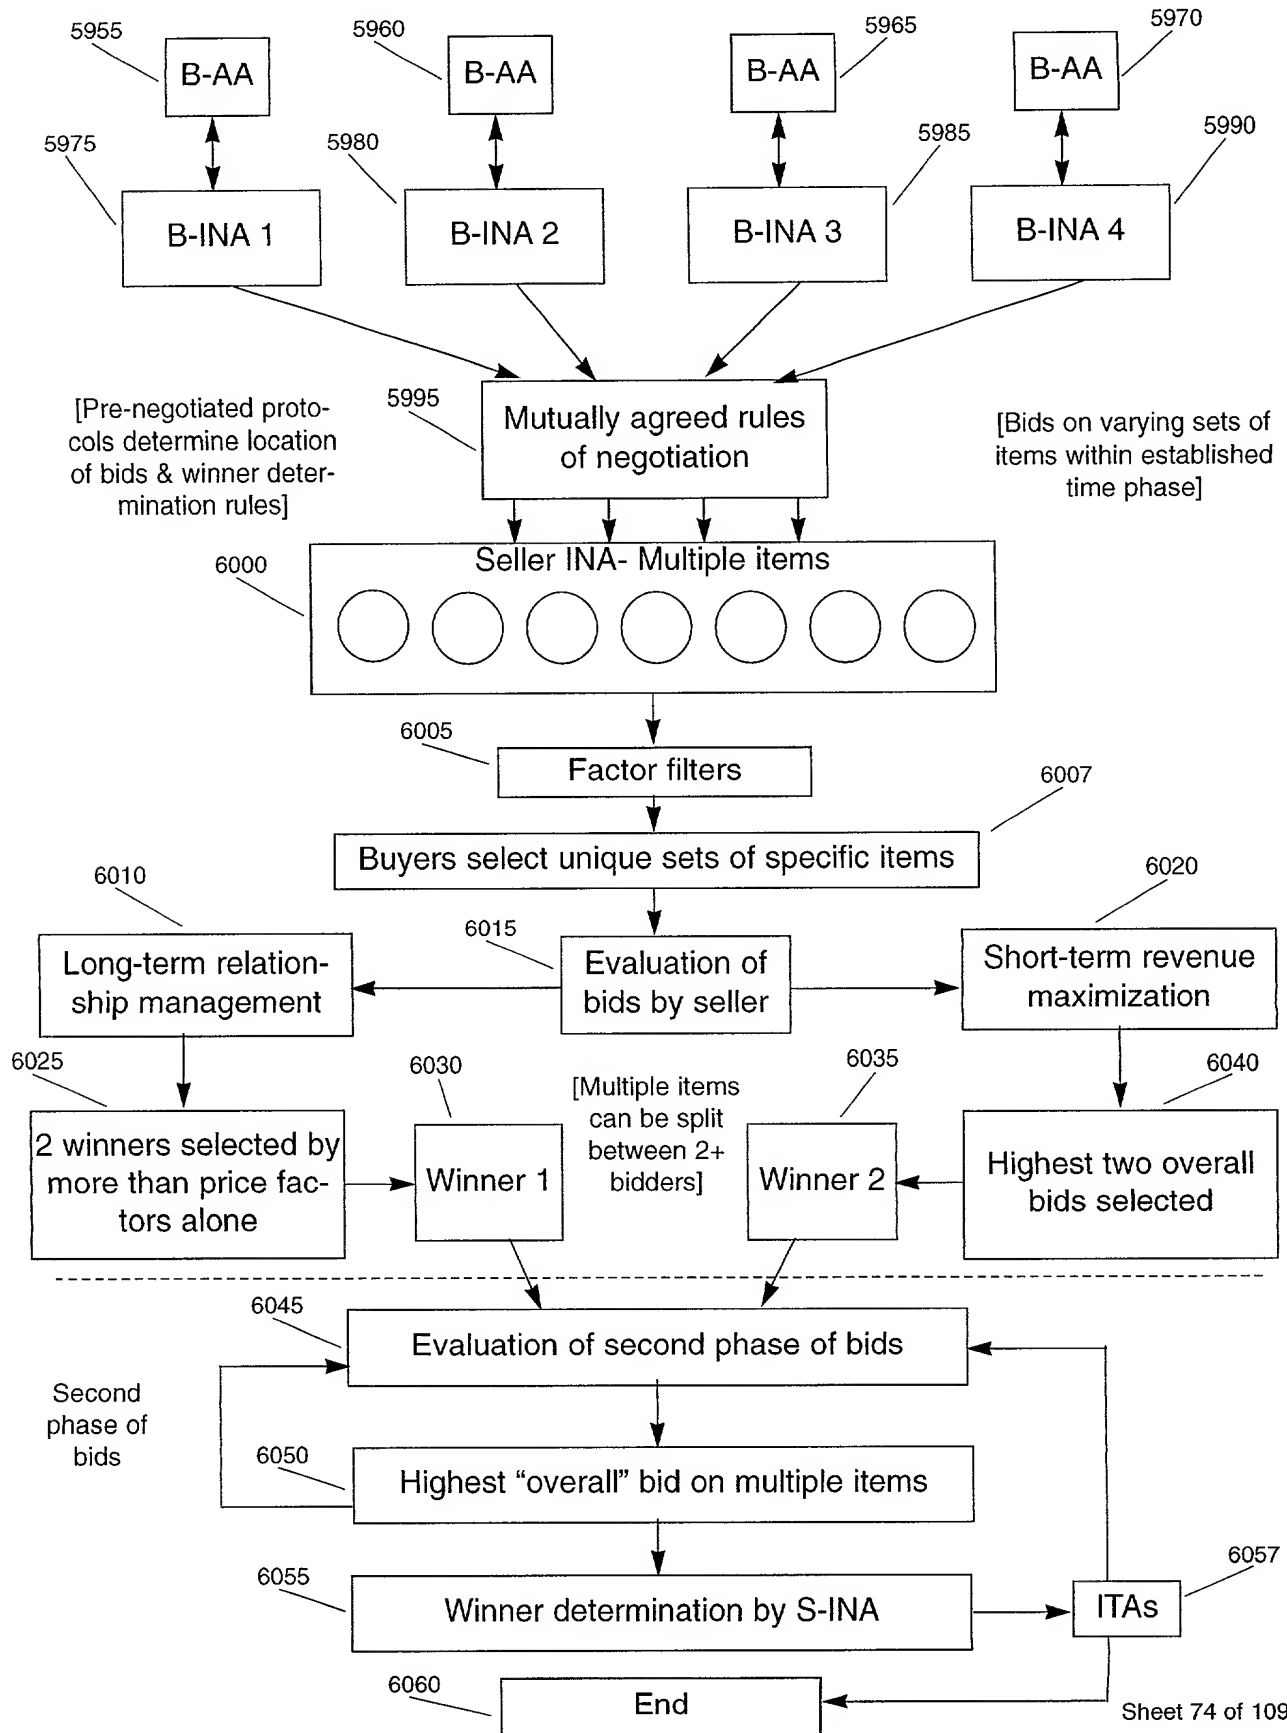 5955
B-AA
5960
B-AA
5965
B-AA
5970
B-AA
5975
B-INA 1
5980
B-INA 2
5985
B-INA 3
5990
B-INA 4
[Pre-negotiated proto-
cols determine location
of bids & winner deter-
mination rules]
5995
Mutually agreed rules
of negotiation
[Bids on varying sets of
items within established
time phase]
6000
Seller INA- Multiple items
6005
Factor filters
6007
Buyers select unique sets of specific items
6010
Long-term relation-
ship management
6015
Evaluation of
bids by seller
6020
Short-term revenue
maximization
6025
2 winners selected by
more than price fac-
tors alone
6030
Winner 1
[Multiple items
can be split
between 2+
bidders]
6035
Winner 2
6040
Highest two overall
bids selected
6045
Evaluation of second phase of bids
Second
phase of
bids
6050
Highest “overall” bid on multiple items
6055
Winner determination by S-INA
6057
ITAs
6060
End
Sheet 74 of 109